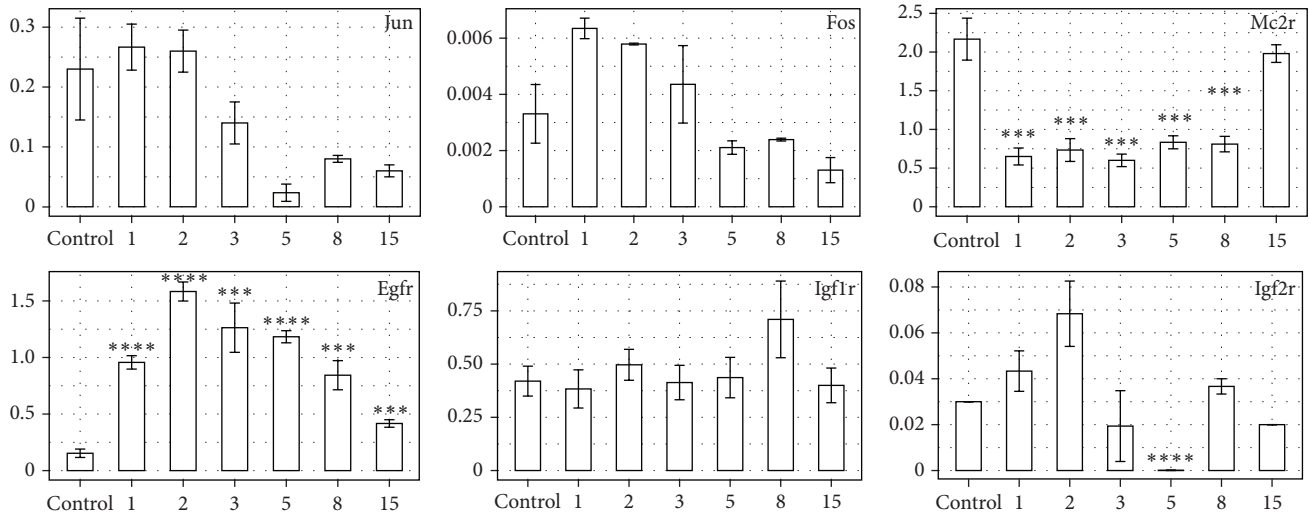 Jun
0.3
0.2
0.1
0
Control 1 2 3 5 8 15
Fos
0.006
0.004
0.002
0
Control 1 2 3 5 8 15
Mc2r
2.5
2.0
1.5
1.0
0.5
0
*** *** *** *** ***
Control 1 2 3 5 8 15
Egfr
1.5
1.0
0.5
0
**** **** *** **** *** ***
Control 1 2 3 5 8 15
Igf1r
0.75
0.50
0.25
0
Control 1 2 3 5 8 15
Igf2r
0.08
0.06
0.04
0.02
0
****
Control 1 2 3 5 8 15